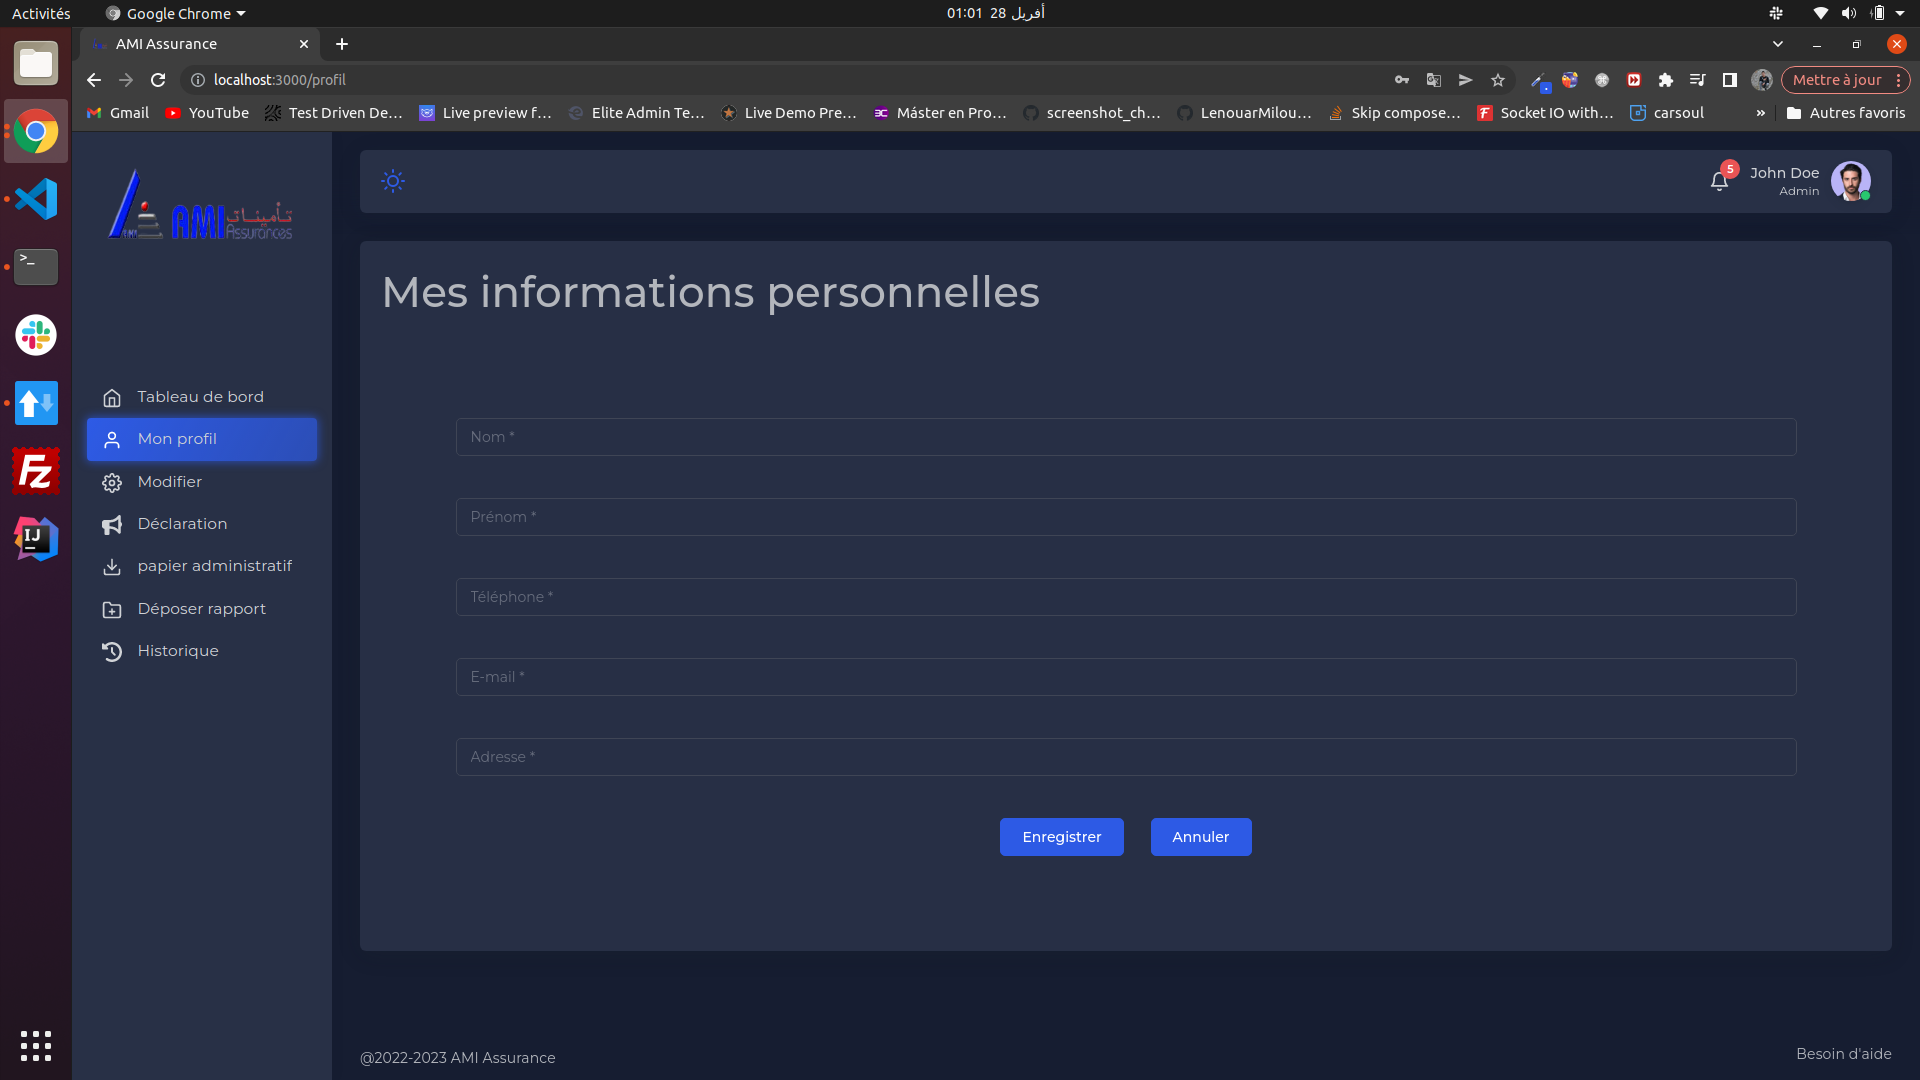 Activités
Google Chrome
01:01 28 أفريل
AMI Assurance
localhost:3000/profil
Mettre à jour
Gmail
YouTube
Test Driven De…
Live preview f…
Elite Admin Te…
Live Demo Pre…
Máster en Pro…
screenshot_ch…
LenouarMilou…
Skip compose…
Socket IO with…
carsoul
»
Autres favoris
AMI تأمينات
Assurances
5
John Doe
Admin
Mes informations personnelles
Tableau de bord
Mon profil
Modifier
Déclaration
papier administratif
Déposer rapport
Historique
Nom *
Prénom *
Téléphone *
E-mail *
Adresse *
Enregistrer
Annuler
@2022-2023 AMI Assurance
Besoin d'aide